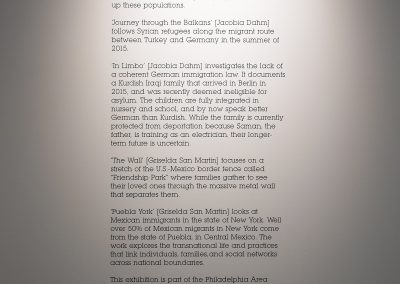 up these populations.
'Journey through the Balkans' [Jacobia Dahm]
follows Syrian refugees along the migrant route
between Turkey and Germany in the summer of
2015.
'In Limbo' [Jacobia Dahm] investigates the lack of
a coherent German immigration law. It documents
a Kurdish Iraqi family that arrived in Berlin in
2015, and was recently deemed ineligible for
asylum. The children are fully integrated in
nursery and school, and by now speak better
German than Kurdish. While the family is currently
protected from deportation because Saman, the
father, is training as an electrician, their longer-
term future is uncertain.
'The Wall' [Griselda San Martin] focuses on a
stretch of the U.S.-Mexico border fence called
"Friendship Park" where families gather to see
their loved ones through the massive metal wall
that separates them.
'Puebla York' [Griselda San Martin] looks at
Mexican immigrants in the state of New York. Well
over 50% of Mexican migrants in New York come
from the state of Puebla, in Central Mexico. The
work explores the transnational life and practices
that link individuals, families,and social networks
across national boundaries.
This exhibition is part of the Philadelphia Area